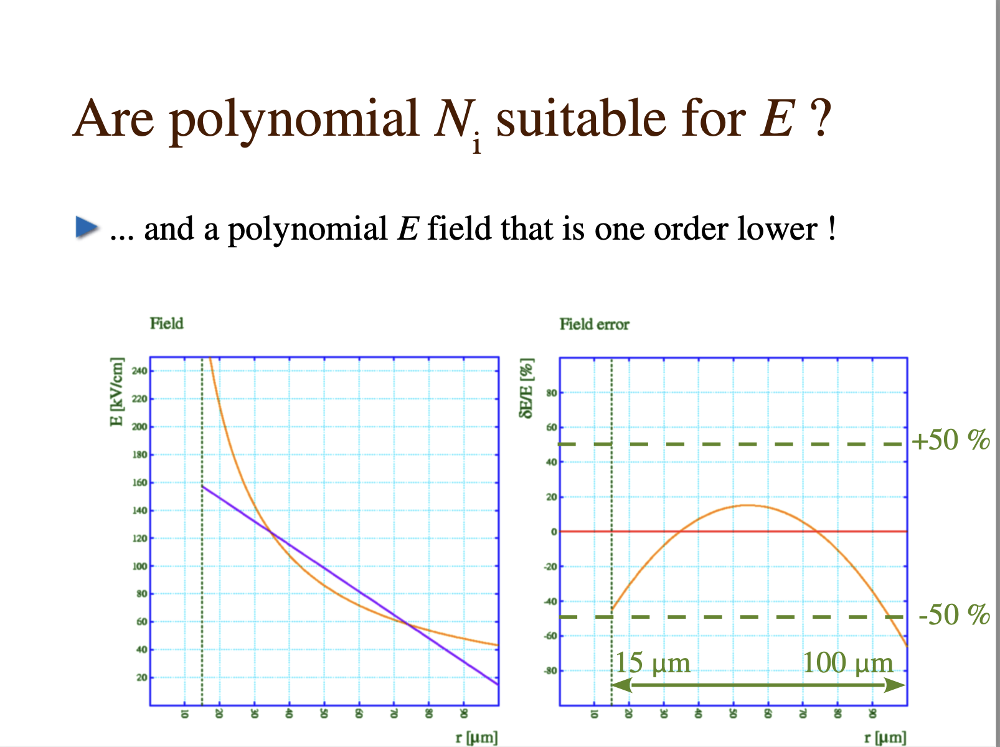 Are polynomial Ni suitable for E ?
... and a polynomial E field that is one order lower !
Field
E [kV/cm]
240
220
200
180
160
140
120
100
80
60
40
20
10 20 30 40 50 60 70 80 90
r [μm]
Field error
δE/E [%]
80
60
40
20
0
-20
-40
-60
-80
+50 %
-50 %
15 μm 100 μm
10 20 30 40 50 60 70 80 90
r [μm]